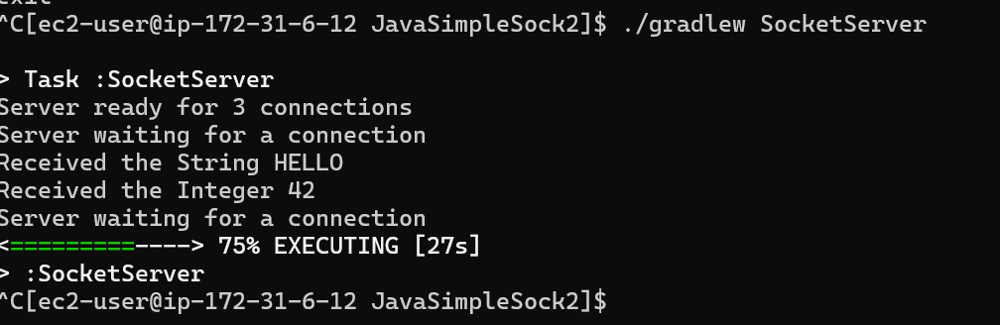 exit
^C[ec2-user@ip-172-31-6-12 JavaSimpleSock2]$ ./gradlew SocketServer
> Task :SocketServer
Server ready for 3 connections
Server waiting for a connection
Received the String HELLO
Received the Integer 42
Server waiting for a connection
<=========----> 75% EXECUTING [27s]
> :SocketServer
^C[ec2-user@ip-172-31-6-12 JavaSimpleSock2]$